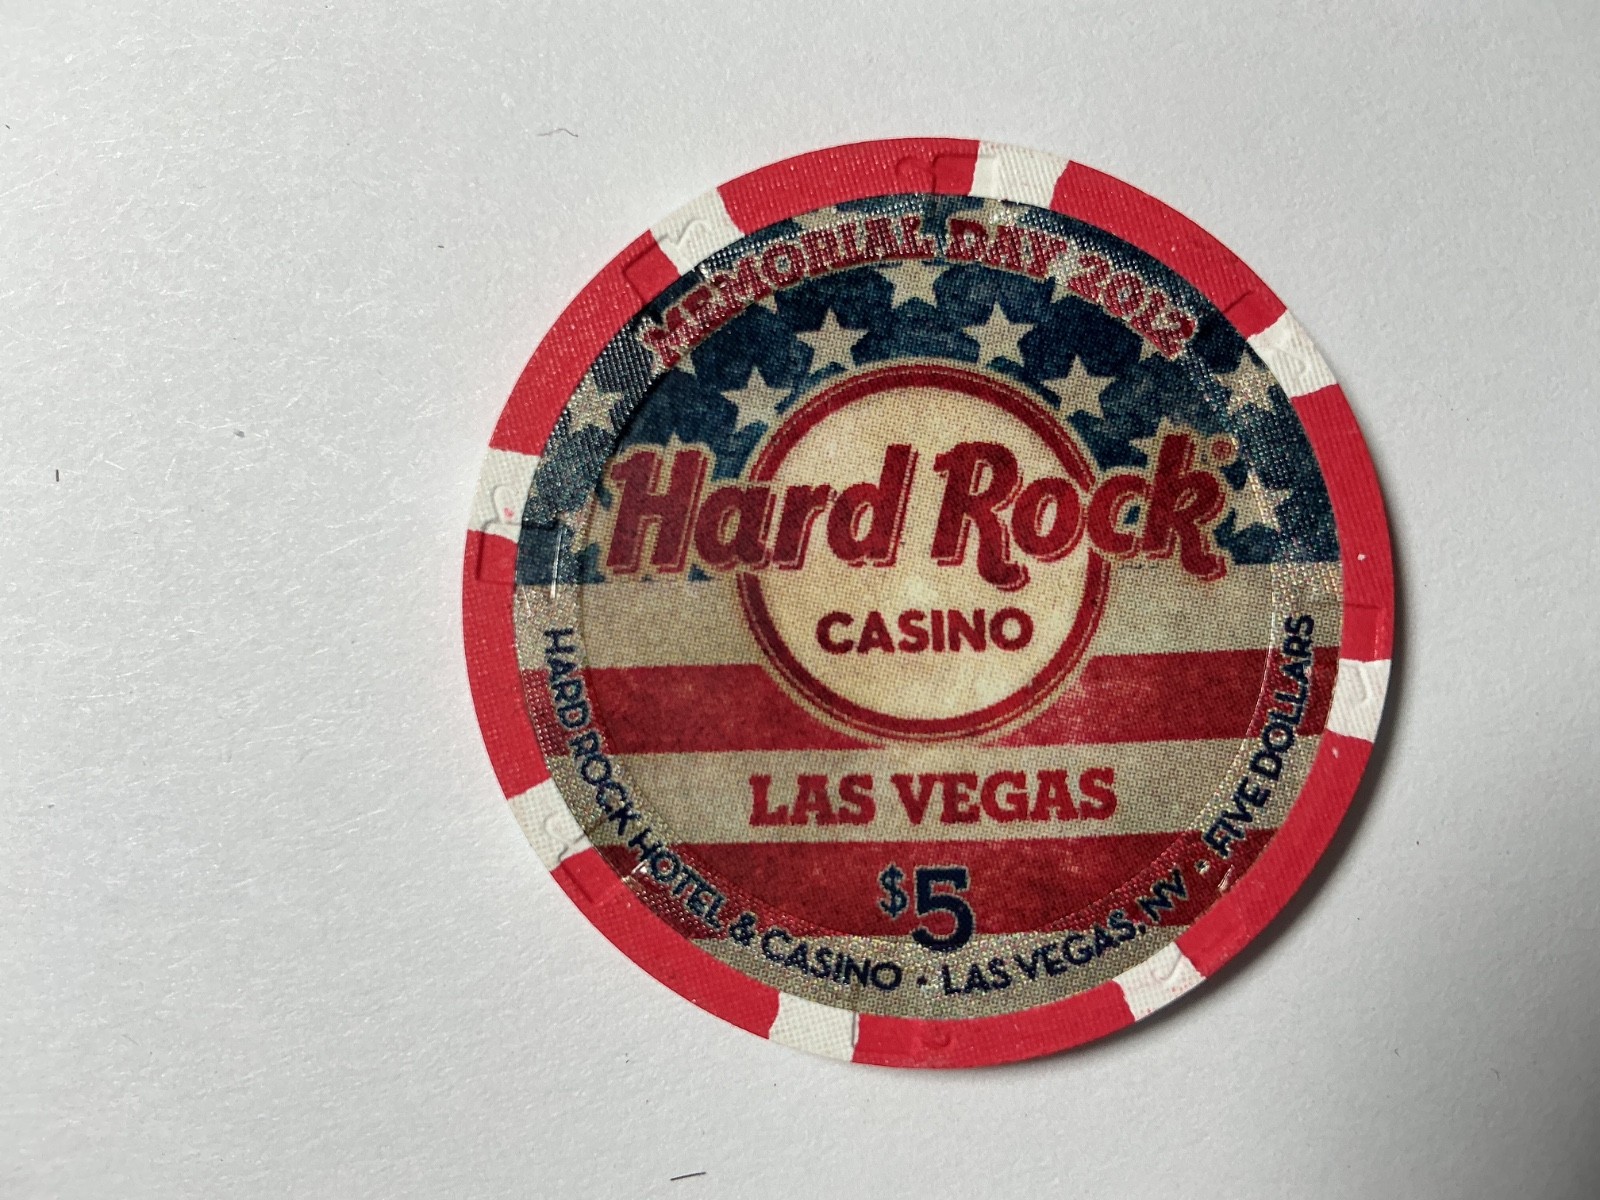 MEMORIAL DAY 2012
Hard Rock®
CASINO
LAS VEGAS
$5
HARD ROCK HOTEL & CASINO • LAS VEGAS, NV • FIVE DOLLARS